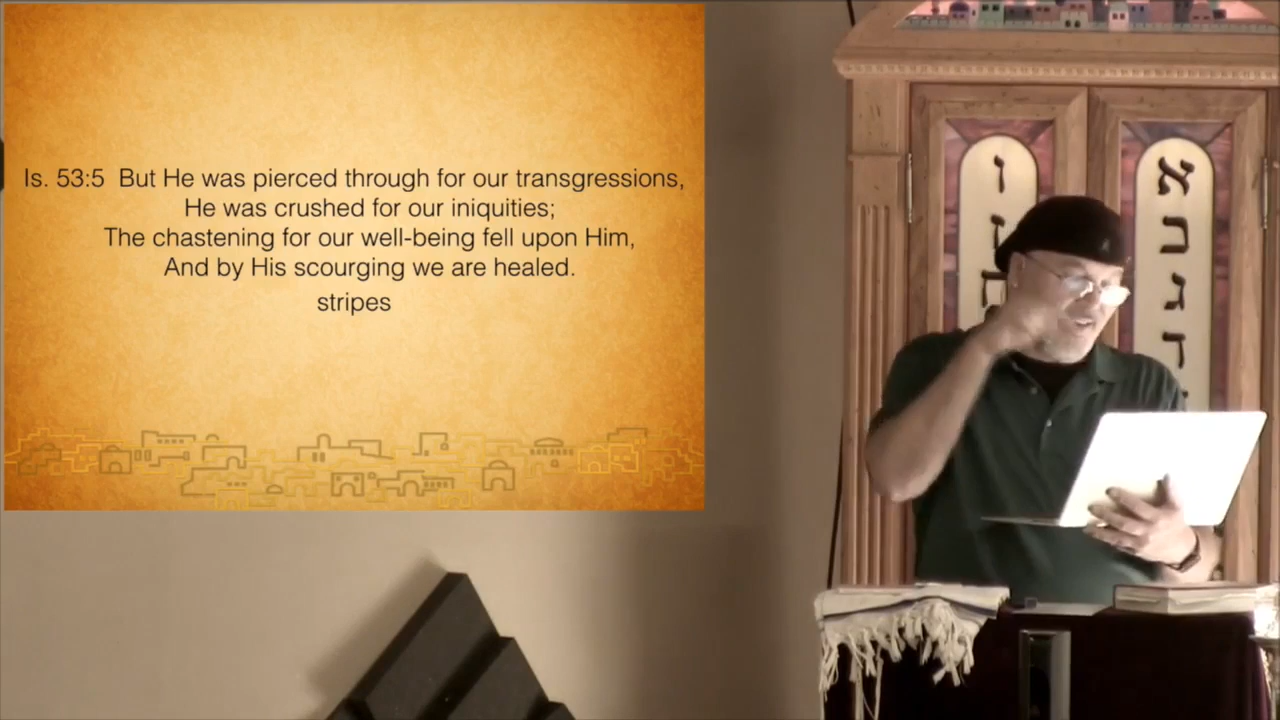 Is. 53:5  But He was pierced through for our transgressions,
He was crushed for our iniquities;
The chastening for our well-being fell upon Him,
And by His scourging we are healed.
stripes
ו
ז
ח
א
ב
ג
ד